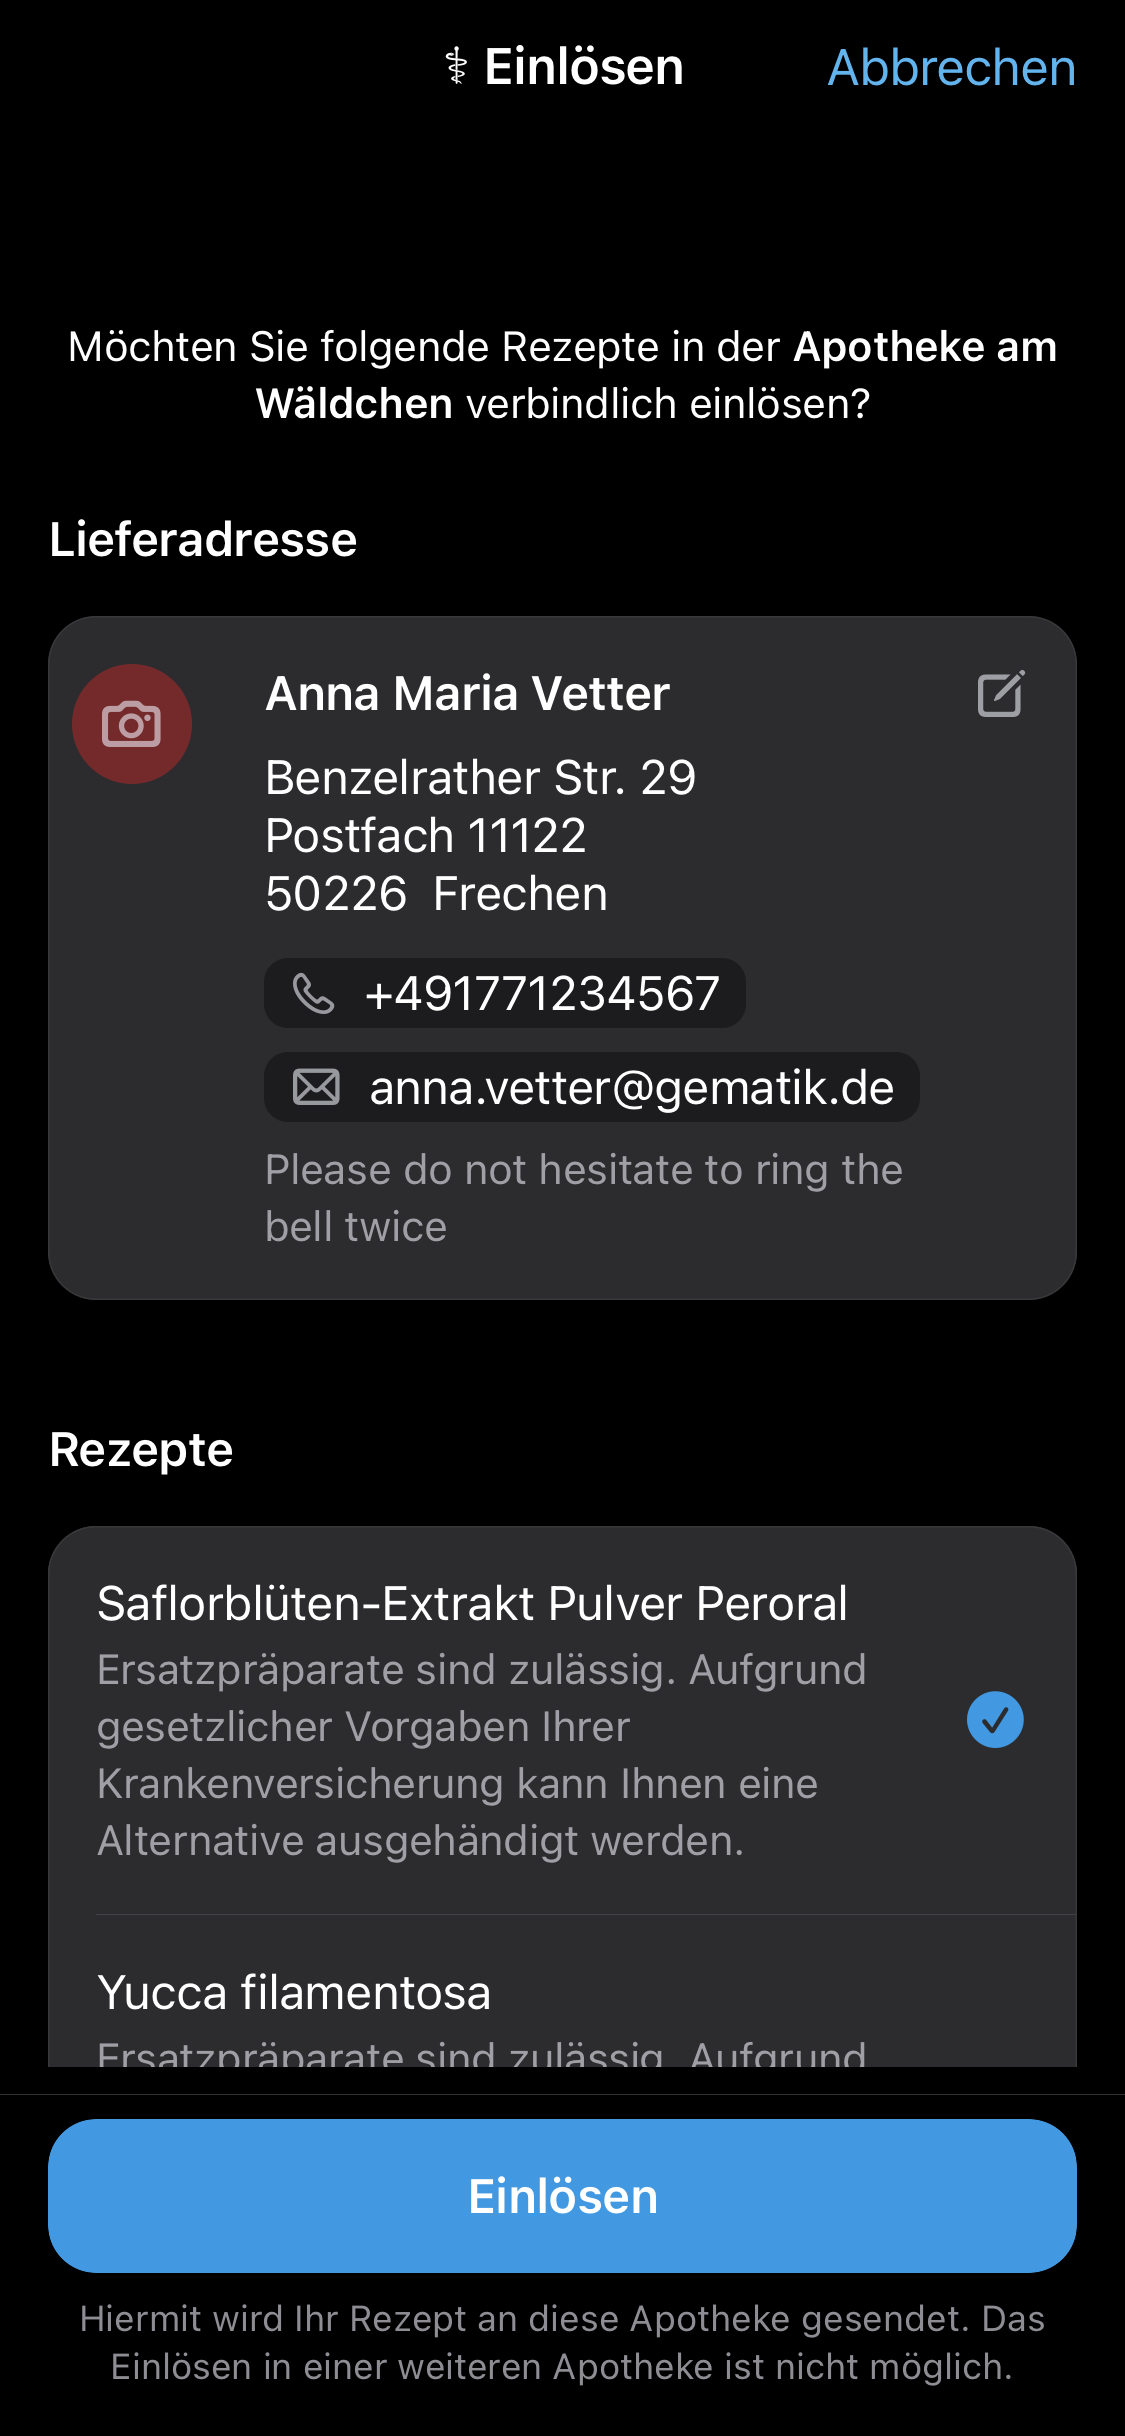 ⚕ Einlösen
Abbrechen
Möchten Sie folgende Rezepte in der Apotheke am
Wäldchen verbindlich einlösen?
Lieferadresse
Anna Maria Vetter
Benzelrather Str. 29
Postfach 11122
50226 Frechen
+491771234567
anna.vetter@gematik.de
Please do not hesitate to ring the
bell twice
Rezepte
Saflorblüten-Extrakt Pulver Peroral
Ersatzpräparate sind zulässig. Aufgrund
gesetzlicher Vorgaben Ihrer
Krankenversicherung kann Ihnen eine
Alternative ausgehändigt werden.
Yucca filamentosa
Ersatzpräparate sind zulässig. Aufgrund
Einlösen
Hiermit wird Ihr Rezept an diese Apotheke gesendet. Das
Einlösen in einer weiteren Apotheke ist nicht möglich.